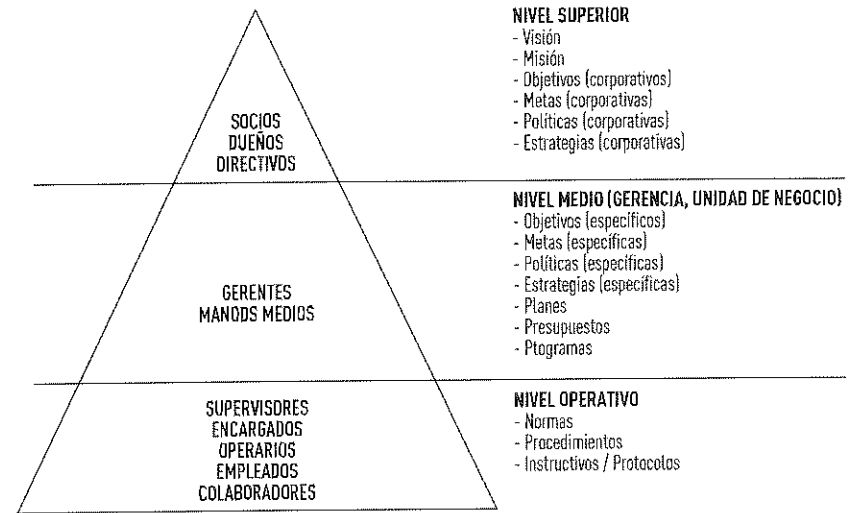 SOCIOS
DUEÑOS
DIRECTIVOS
NIVEL SUPERIOR
- Visión
- Misión
- Objetivos (corporativos)
- Metas (corporativas)
- Políticas (corporativas)
- Estrategias (corporativas)
GERENTES
MANODS MEDIOS
NIVEL MEDIO (GERENCIA, UNIDAD DE NEGOCIO)
- Objetivos (específicos)
- Metas (específicas)
- Políticas (específicas)
- Estrategias (específicas)
- Planes
- Presupuestos
- Ptogramas
SUPERVISORES
ENCARGADOS
OPERARIOS
EMPLEADOS
COLABORADORES
NIVEL OPERATIVO
- Normas
- Procedimientos
- Instructivos / Protocolos